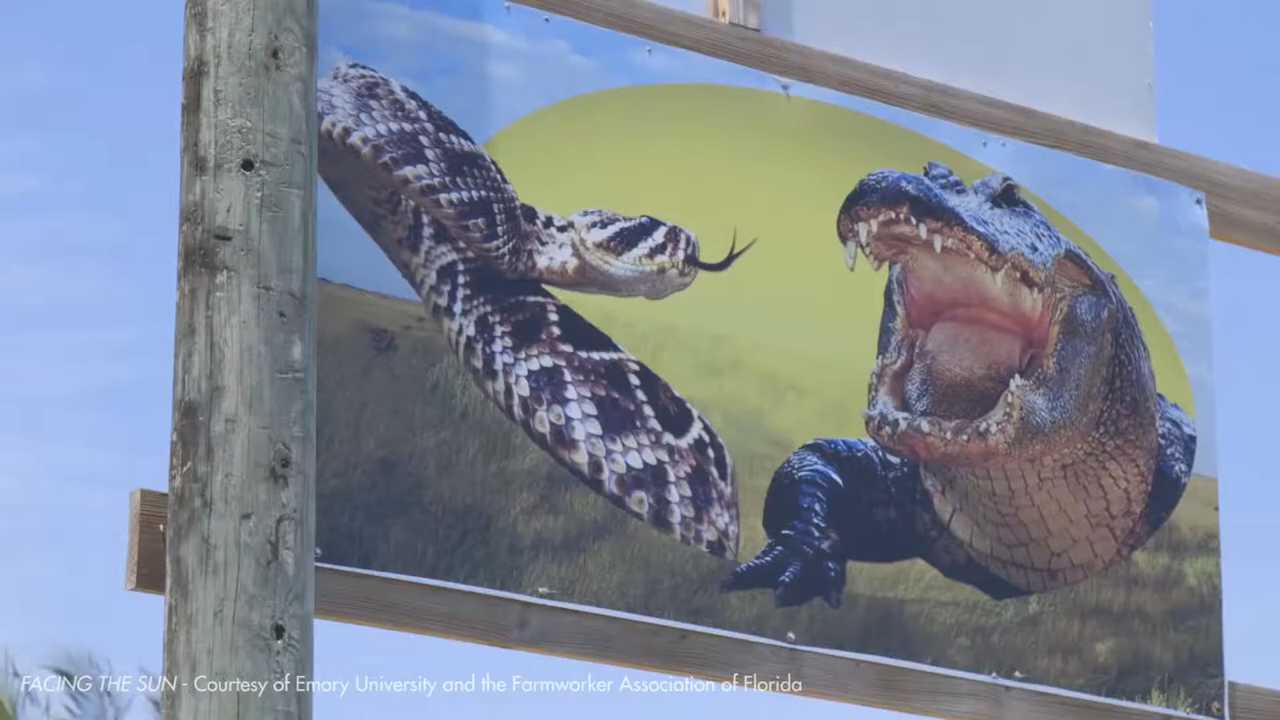 FACING THE SUN - Courtesy of Emory University and the Farmworker Association of Florida